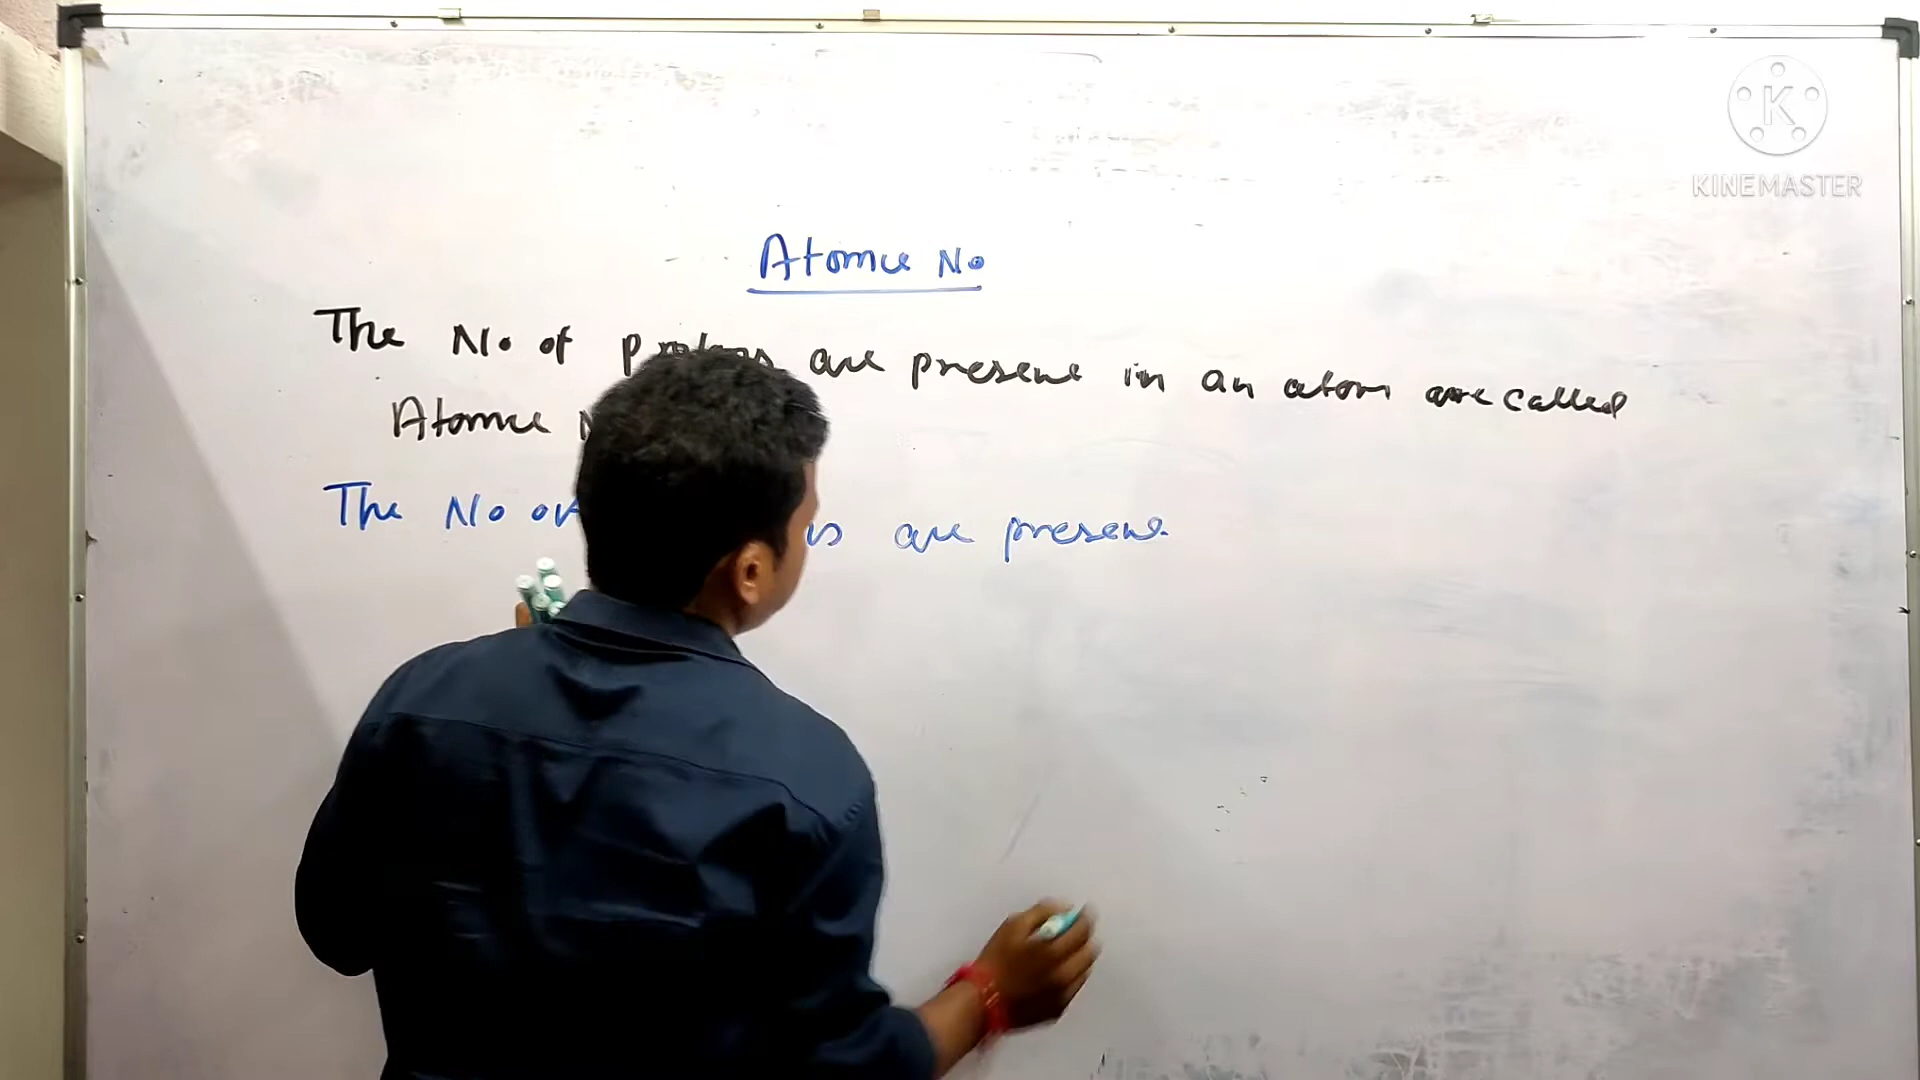 KINEMASTER
Atomic No
The No of protons are present in an atom are called
Atomic
The No of are present